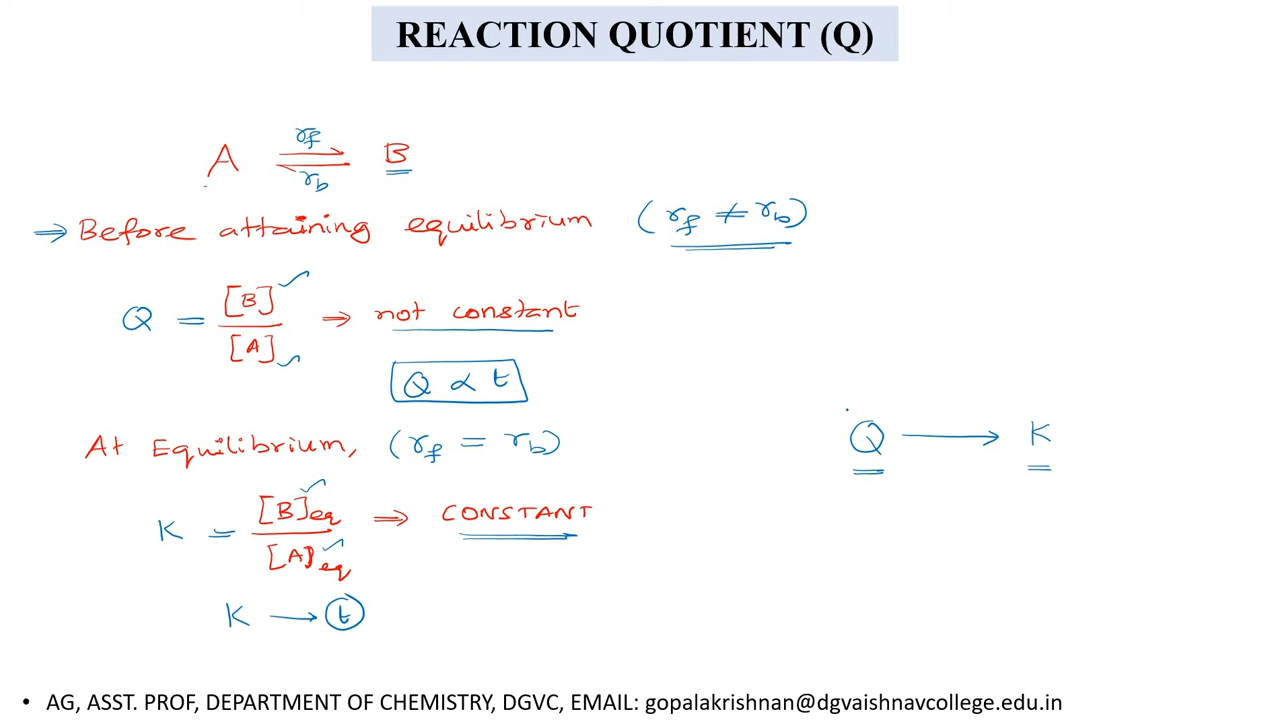 REACTION QUOTIENT (Q)
A ⇌ B
rf
rb
⇒ Before attaining equilibrium (rf ≠ rb)
Q = [B] / [A] ⇒ not constant
Q ∝ t
At Equilibrium, (rf = rb)
Q → K
K = [B]eq / [A]eq ⇒ CONSTANT
K → t
• AG, ASST. PROF, DEPARTMENT OF CHEMISTRY, DGVC, EMAIL: gopalakrishnan@dgvaishnavcollege.edu.in